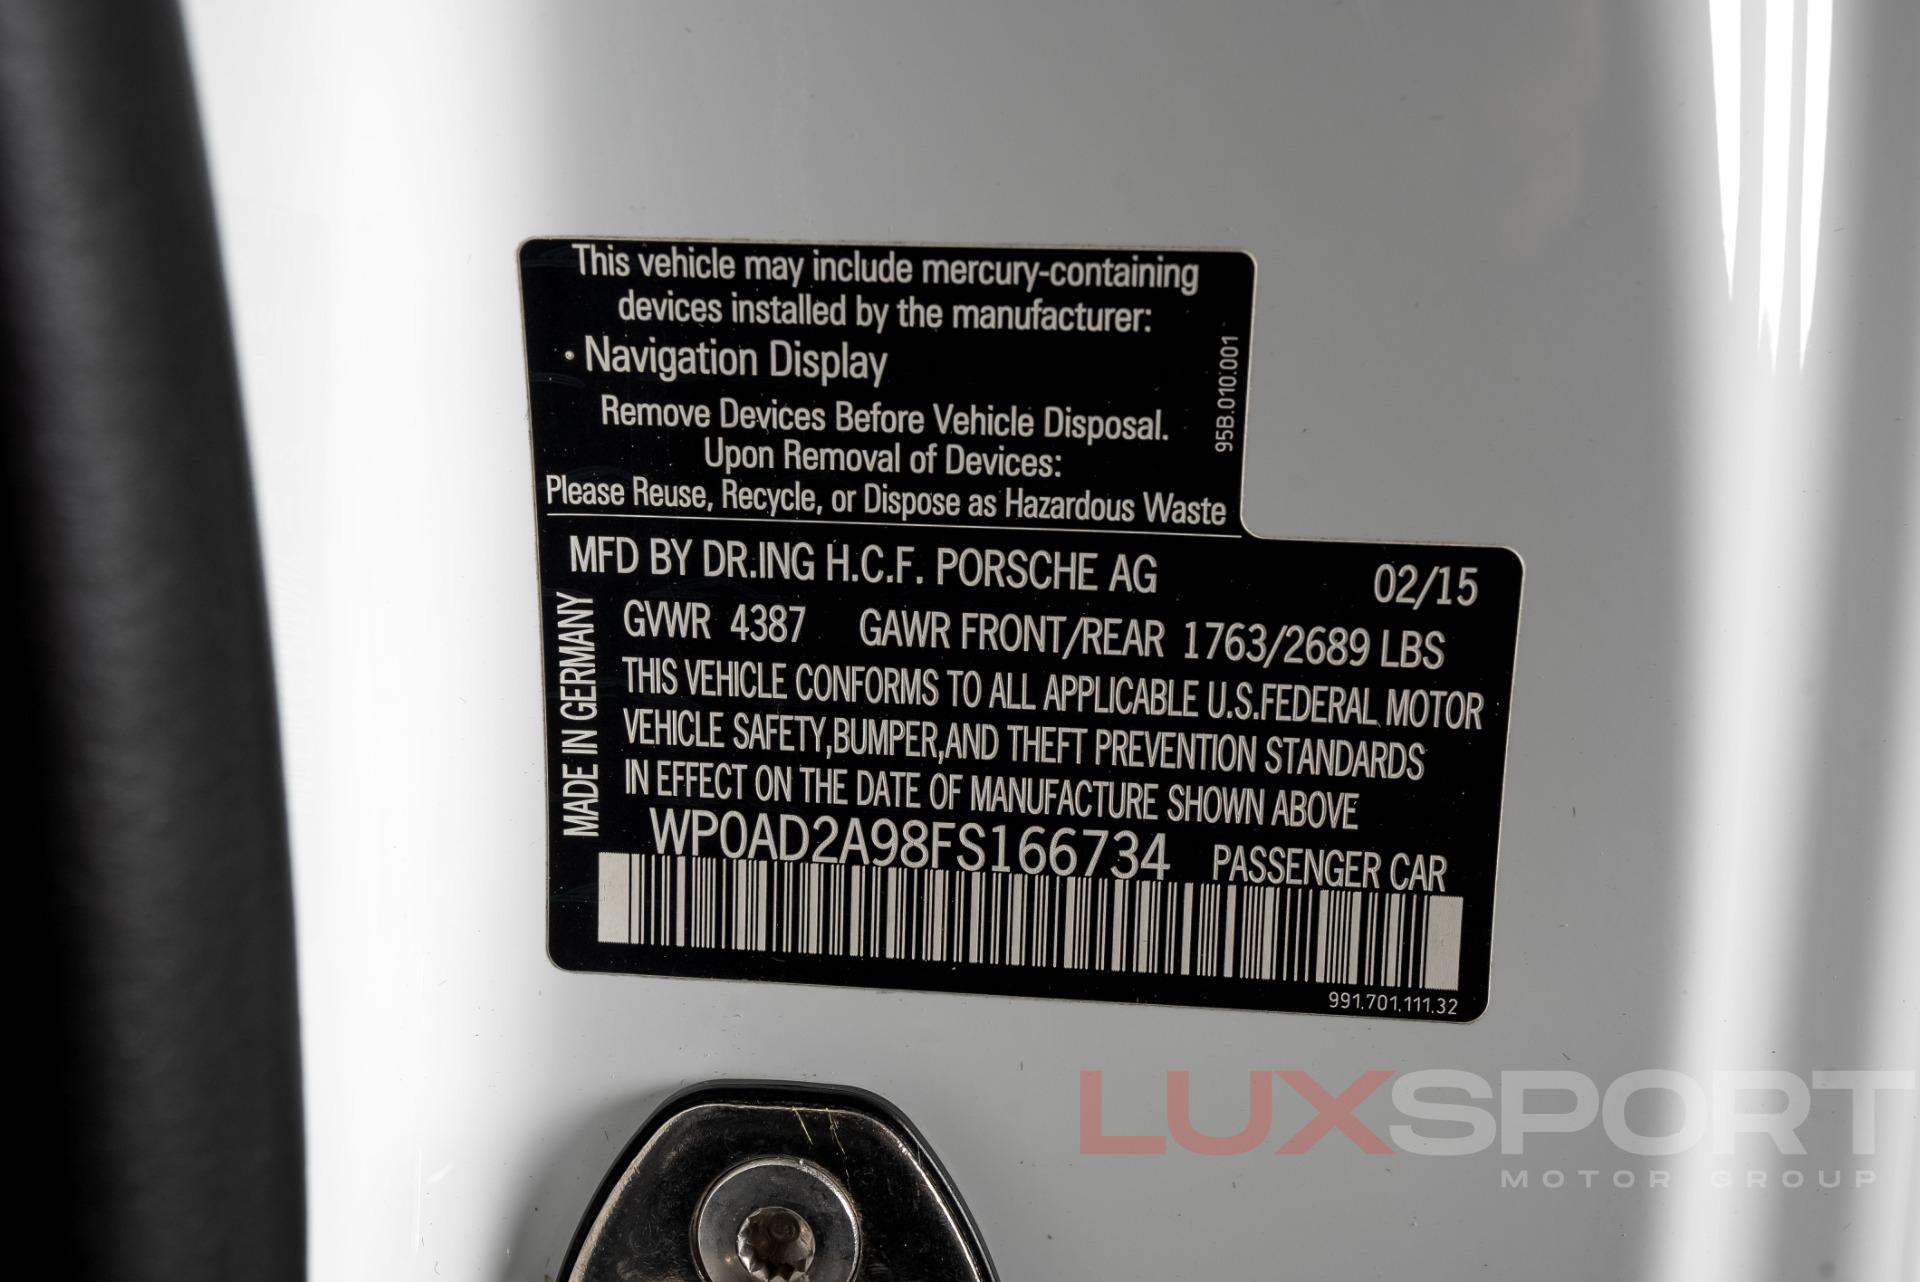 This vehicle may include mercury-containing
devices installed by the manufacturer:
· Navigation Display
Remove Devices Before Vehicle Disposal.
Upon Removal of Devices:
Please Reuse, Recycle, or Dispose as Hazardous Waste
95B.010.001
MFD BY DR.ING H.C.F. PORSCHE AG 02/15
GVWR 4387 GAWR FRONT/REAR 1763/2689 LBS
THIS VEHICLE CONFORMS TO ALL APPLICABLE U.S.FEDERAL MOTOR
VEHICLE SAFETY,BUMPER,AND THEFT PREVENTION STANDARDS
IN EFFECT ON THE DATE OF MANUFACTURE SHOWN ABOVE
MADE IN GERMANY
WP0AD2A98FS166734 PASSENGER CAR
991.701.111.32
LUXSPORT
MOTOR GROUP